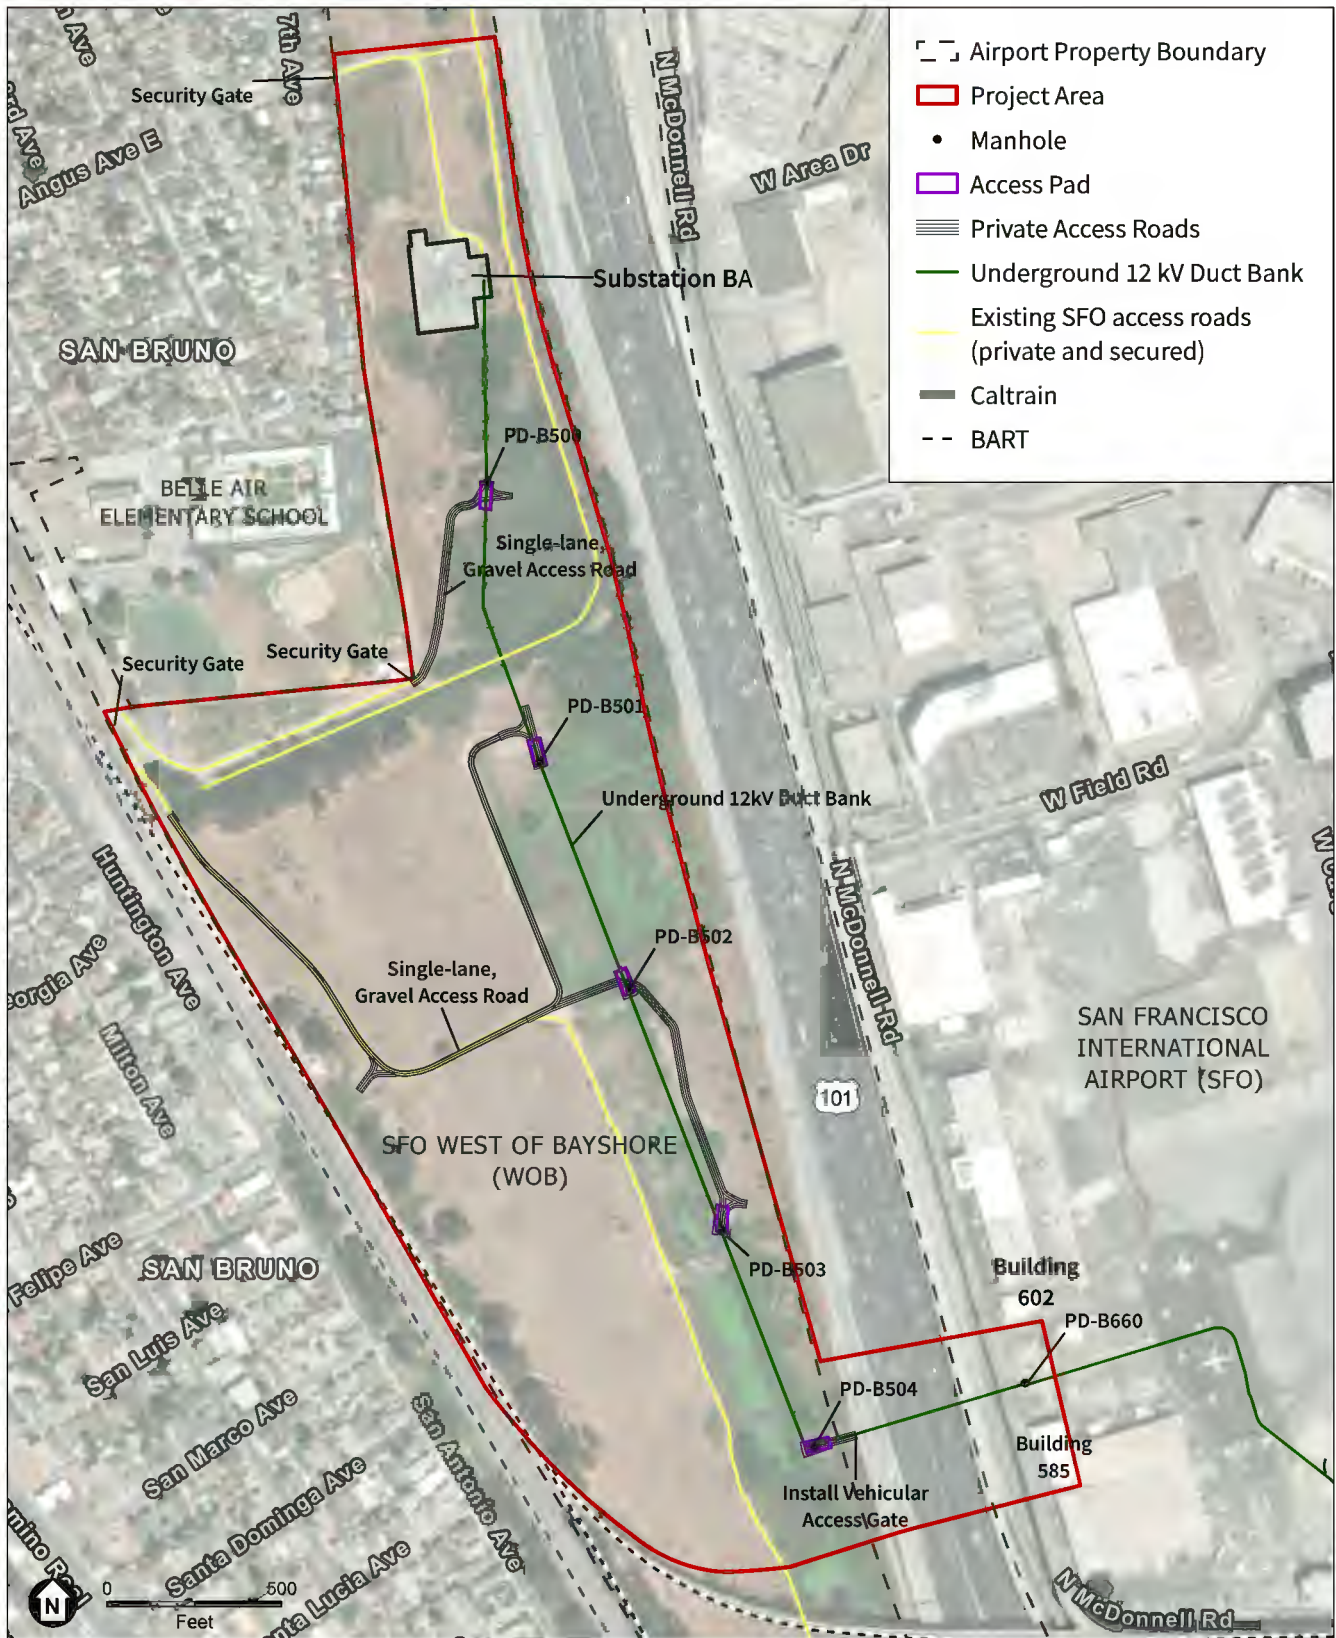 Airport Property Boundary
Project Area
Manhole
Access Pad
Private Access Roads
Underground 12 kV Duct Bank
Existing SFO access roads
(private and secured)
Caltrain
BART
7th Ave
Security Gate
Angus Ave E
N McDonnell Rd
W Area Dr
Substation BA
SAN BRUNO
PD-B500
BELLE AIR
ELEMENTARY SCHOOL
Single-lane,
Gravel Access Road
Security Gate
Security Gate
PD-B501
Underground 12kV Duct Bank
W Field Rd
Huntington Ave
N McDonnell Rd
PD-B502
Single-lane,
Gravel Access Road
SAN FRANCISCO
INTERNATIONAL
AIRPORT (SFO)
Milton Ave
101
SFO WEST OF BAYSHORE
(WOB)
Felipe Ave
SAN BRUNO
PD-B503
Building
602
PD-B660
San Luis Ave
PD-B504
San Marco Ave
San Antonio Ave
Building
585
Install Vehicular
Access Gate
Santa Dominga Ave
N McDonnell Rd
N
0 500
Feet